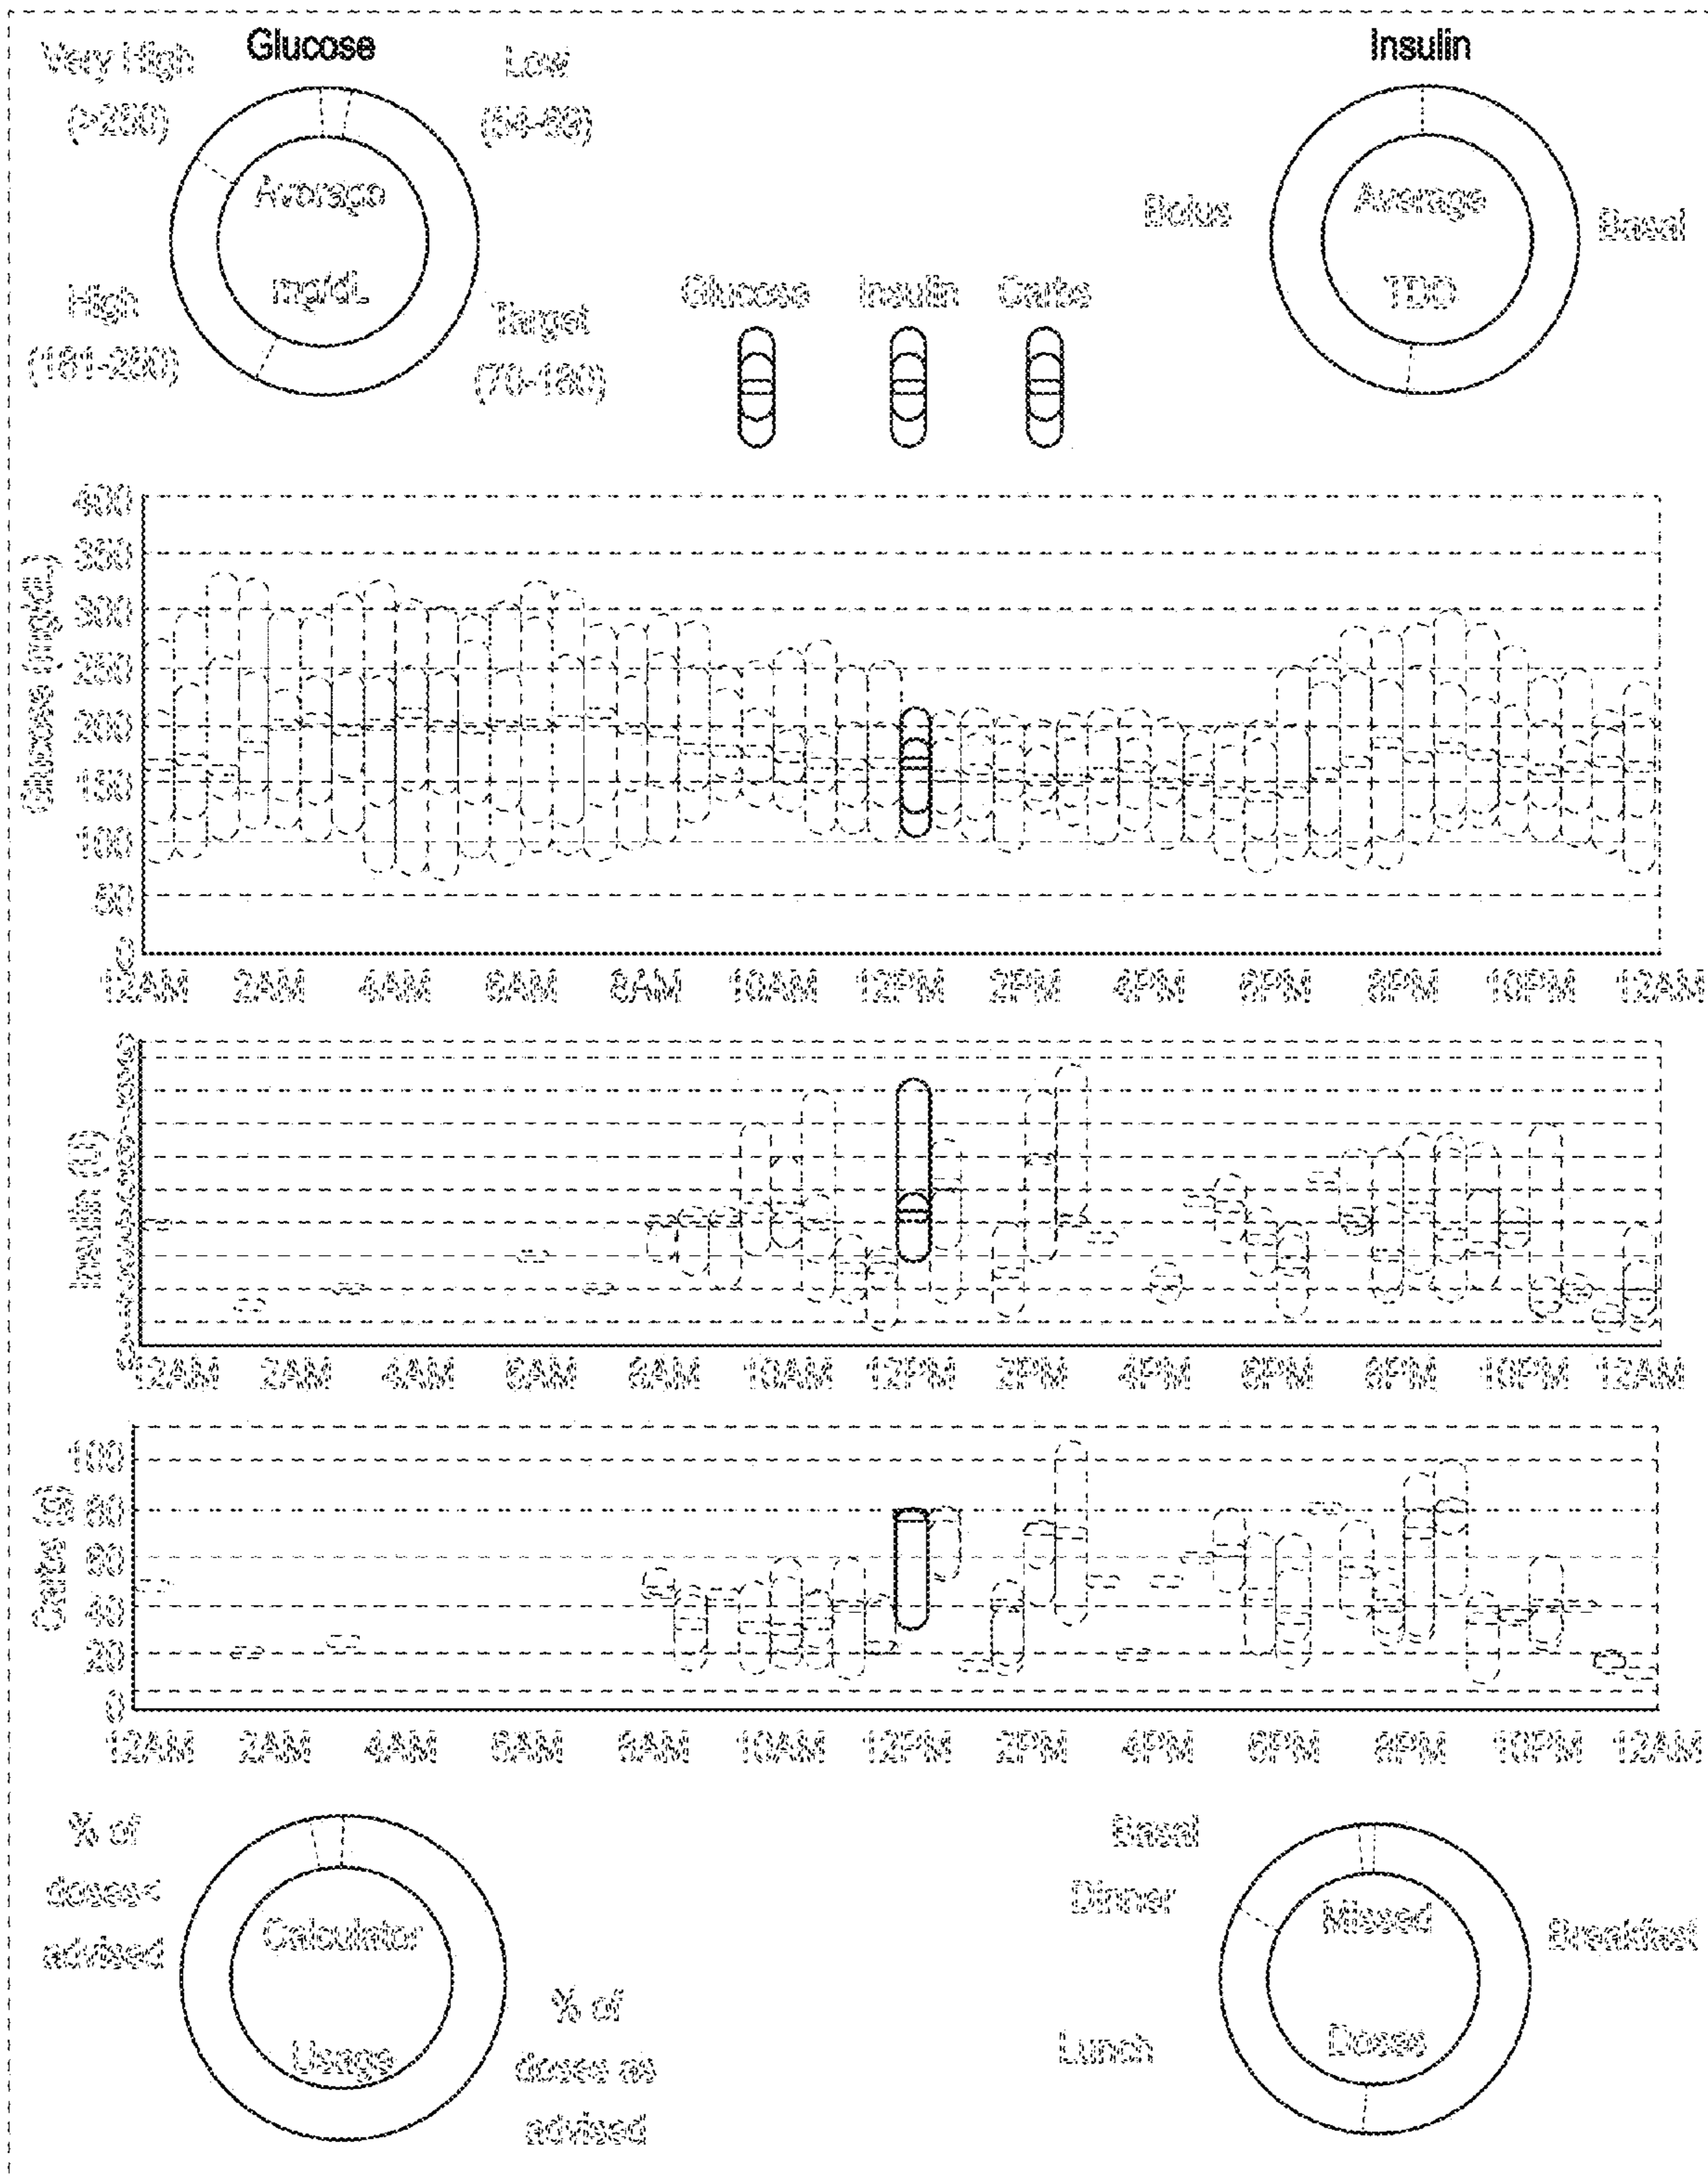 Glucose
Very High
(>250)
Low
(54-69)
Average
mg/dL
High
(181-250)
Target
(70-180)
Insulin
Bolus
Average
TDD
Basal
Glucose Insulin Carbs
Glucose (mg/dL)
400
350
300
250
200
150
100
50
0
12AM 2AM 4AM 6AM 8AM 10AM 12PM 2PM 4PM 6PM 8PM 10PM 12AM
Insulin (U)
12AM 2AM 4AM 6AM 8AM 10AM 12PM 2PM 4PM 6PM 8PM 10PM 12AM
Carbs (g)
100
80
60
40
20
0
12AM 2AM 4AM 6AM 8AM 10AM 12PM 2PM 4PM 6PM 8PM 10PM 12AM
% of
doses<
advised
Calculator
Usage
% of
doses as
advised
Basal
Dinner
Lunch
Missed
Doses
Breakfast